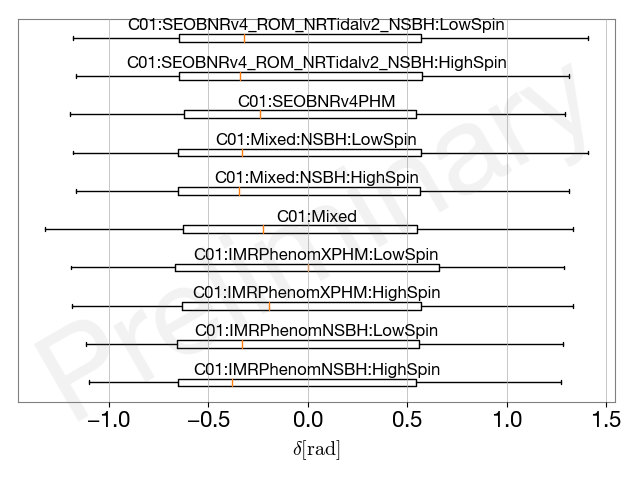 C01:SEOBNRv4_ROM_NRTidalv2_NSBH:LowSpin
C01:SEOBNRv4_ROM_NRTidalv2_NSBH:HighSpin
C01:SEOBNRv4PHM
C01:Mixed:NSBH:LowSpin
C01:Mixed:NSBH:HighSpin
C01:Mixed
C01:IMRPhenomXPHM:LowSpin
C01:IMRPhenomXPHM:HighSpin
C01:IMRPhenomNSBH:LowSpin
C01:IMRPhenomNSBH:HighSpin
Preliminary
−1.0 −0.5 0.0 0.5 1.0 1.5
δ[rad]